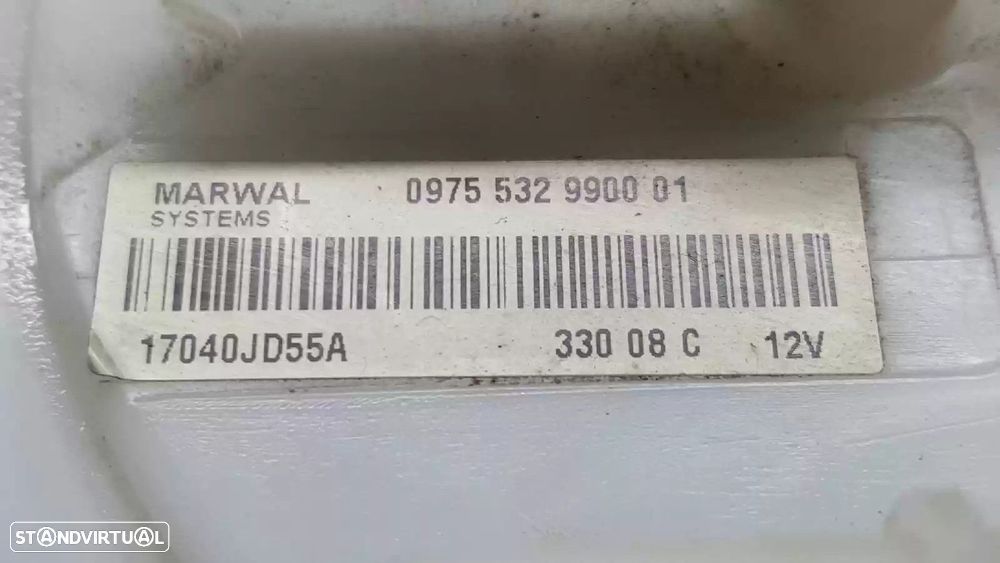 MARWAL 0975 532 9900 01
SYSTEMS
17040JD55A 330 08 C 12V
STANDVIRTUAL